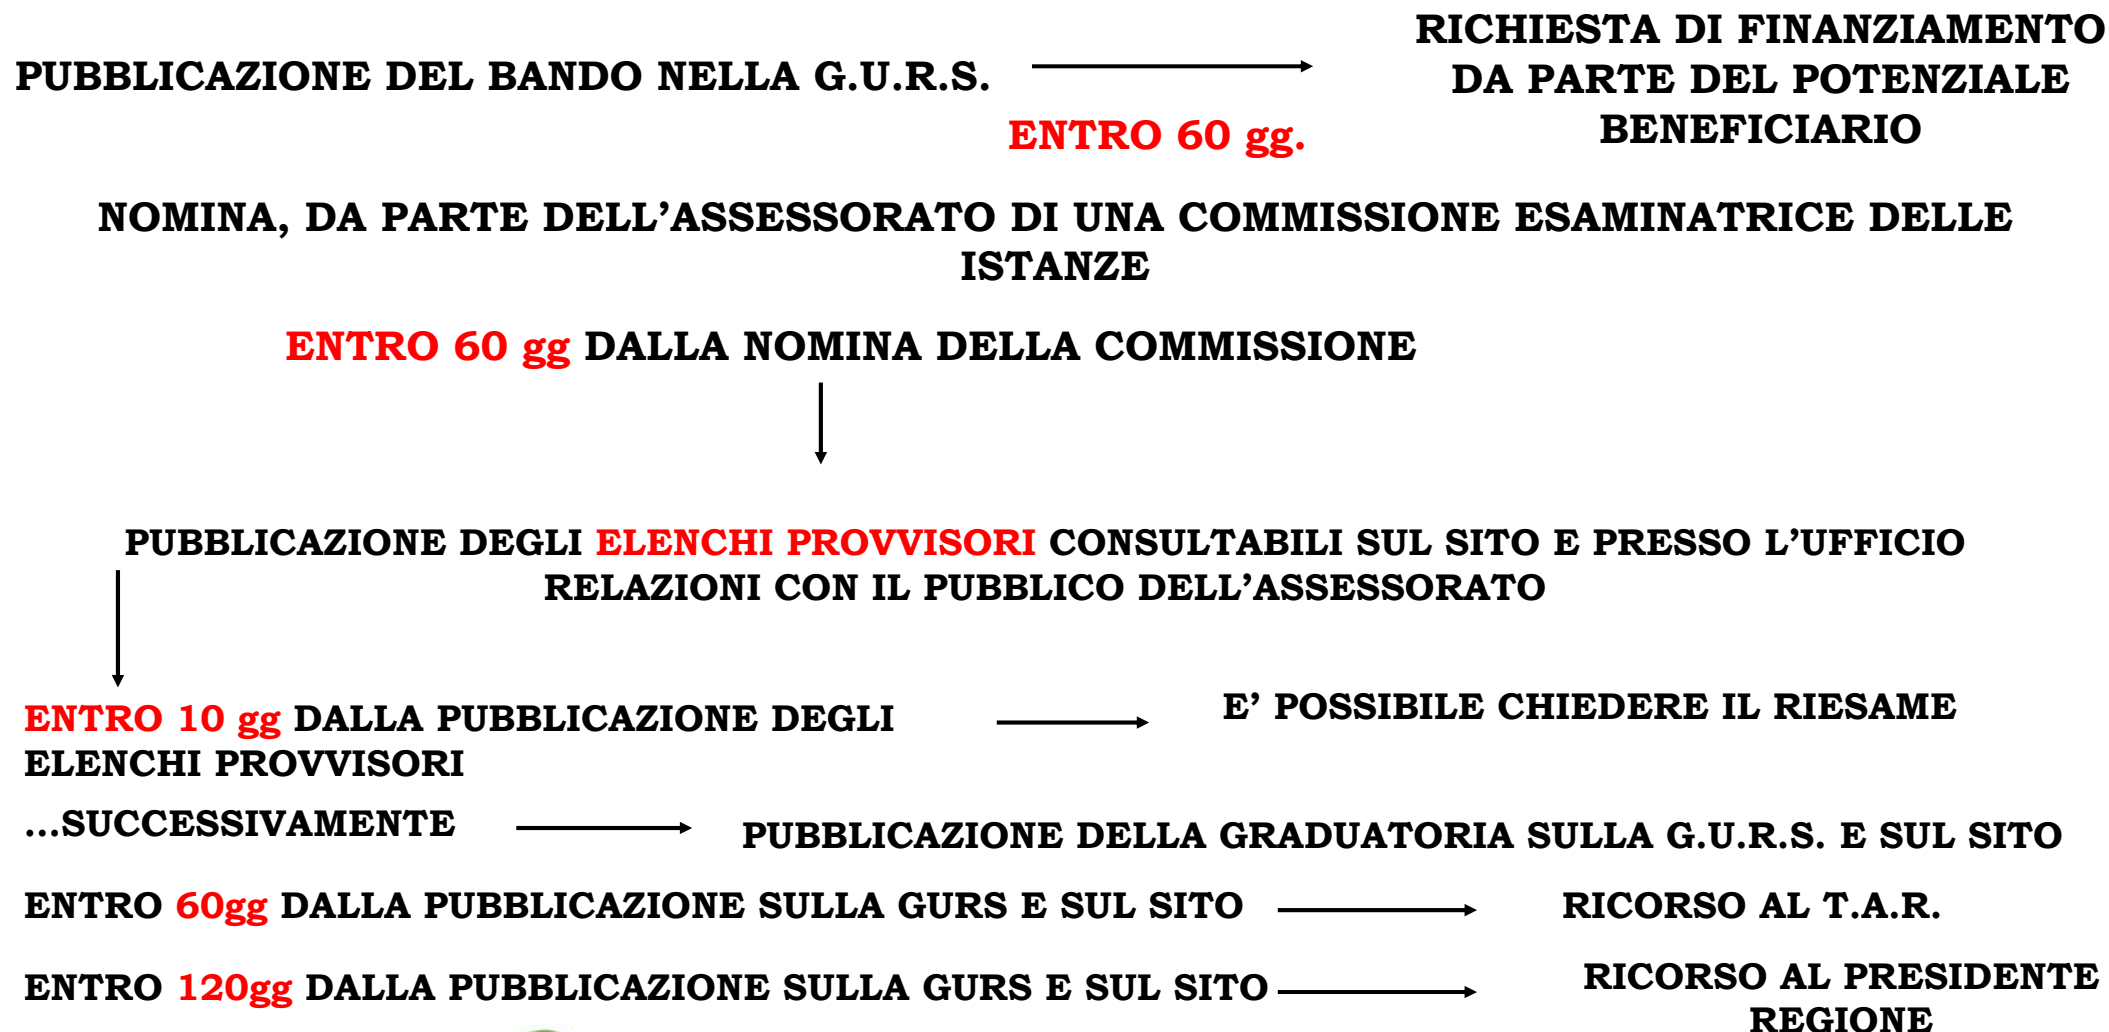 PUBBLICAZIONE DEL BANDO NELLA G.U.R.S.
ENTRO 60 gg.
RICHIESTA DI FINANZIAMENTO
DA PARTE DEL POTENZIALE
BENEFICIARIO
NOMINA, DA PARTE DELL’ASSESSORATO DI UNA COMMISSIONE ESAMINATRICE DELLE
ISTANZE
ENTRO 60 gg DALLA NOMINA DELLA COMMISSIONE
PUBBLICAZIONE DEGLI ELENCHI PROVVISORI CONSULTABILI SUL SITO E PRESSO L’UFFICIO
RELAZIONI CON IL PUBBLICO DELL’ASSESSORATO
ENTRO 10 gg DALLA PUBBLICAZIONE DEGLI
ELENCHI PROVVISORI
E’ POSSIBILE CHIEDERE IL RIESAME
...SUCCESSIVAMENTE
PUBBLICAZIONE DELLA GRADUATORIA SULLA G.U.R.S. E SUL SITO
ENTRO 60gg DALLA PUBBLICAZIONE SULLA GURS E SUL SITO
RICORSO AL T.A.R.
ENTRO 120gg DALLA PUBBLICAZIONE SULLA GURS E SUL SITO
RICORSO AL PRESIDENTE
REGIONE